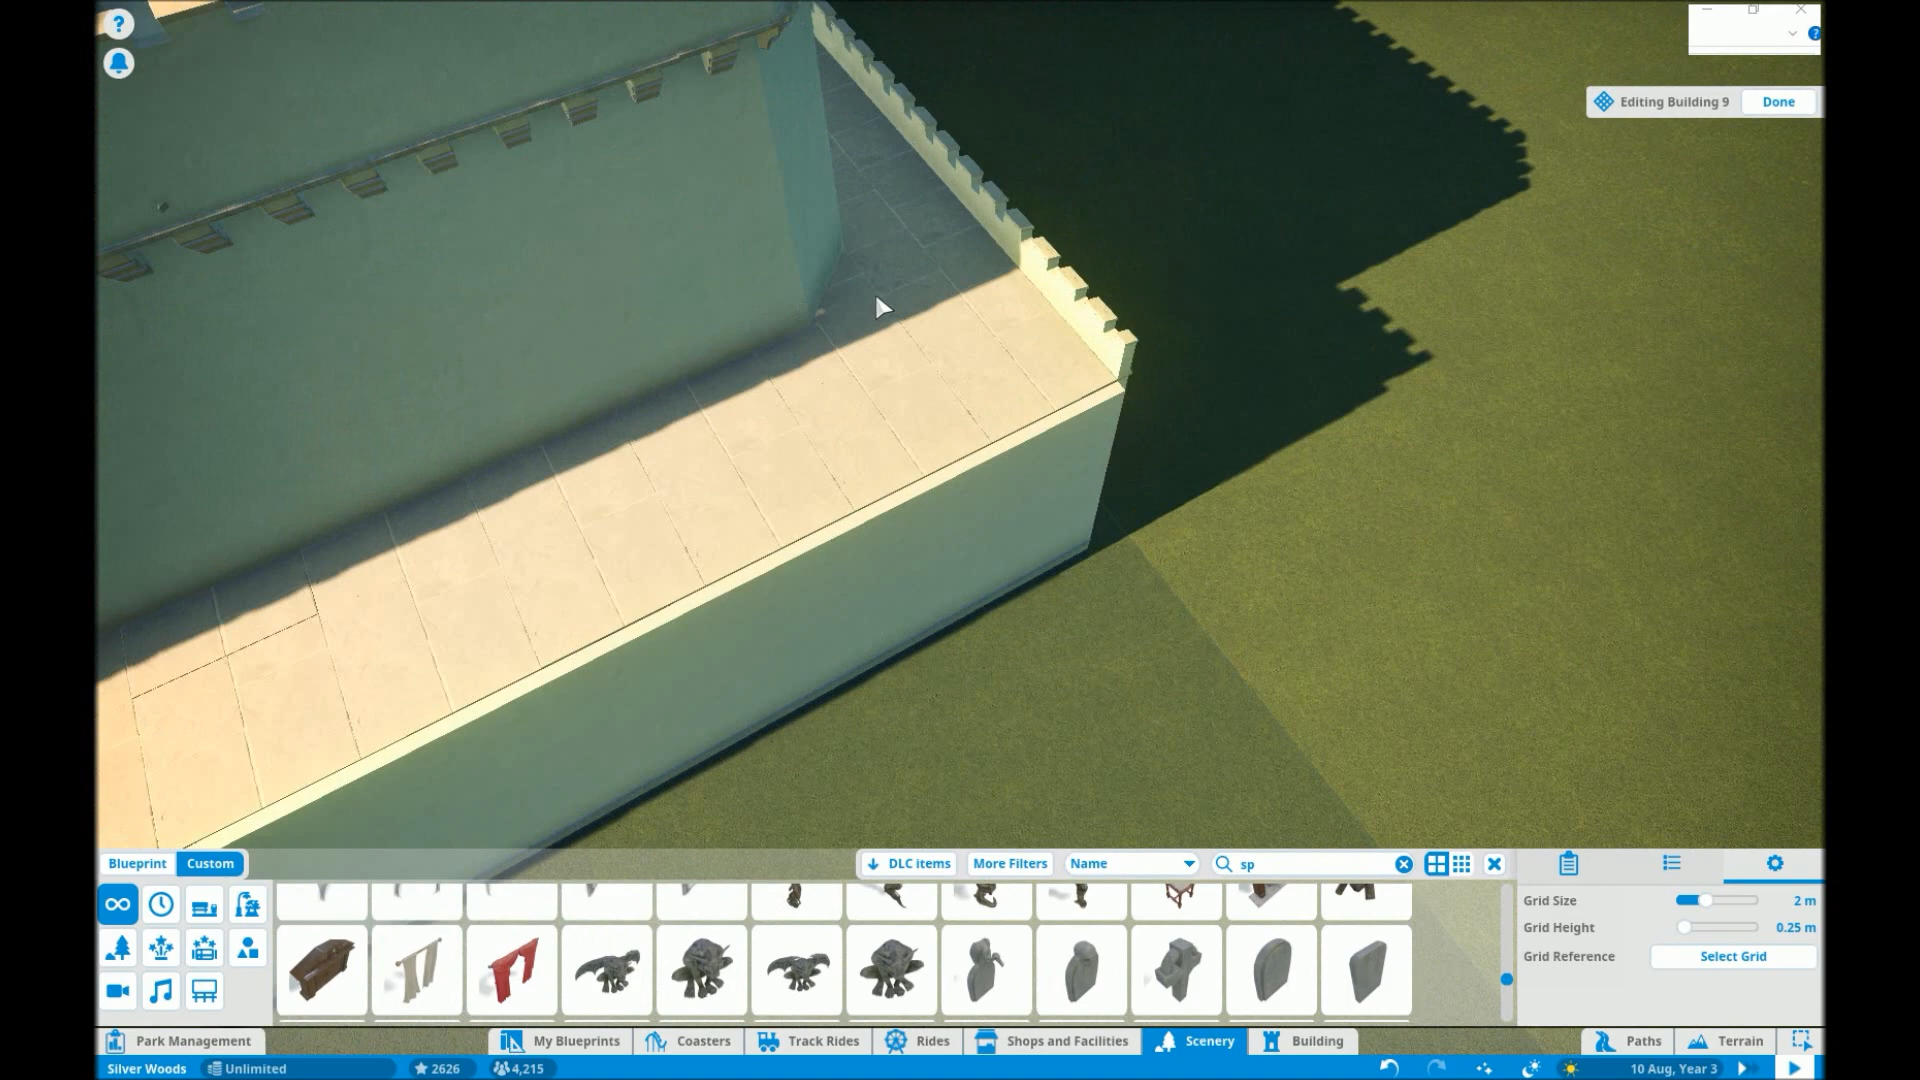 ?
?
Editing Building 9 Done
Blueprint Custom
DLC items More Filters Name sp
Grid Size 2 m
Grid Height 0.25 m
Grid Reference Select Grid
Park Management My Blueprints Coasters Track Rides Rides Shops and Facilities Scenery Building Paths Terrain
Silver Woods Unlimited 2626 4,215 10 Aug, Year 3